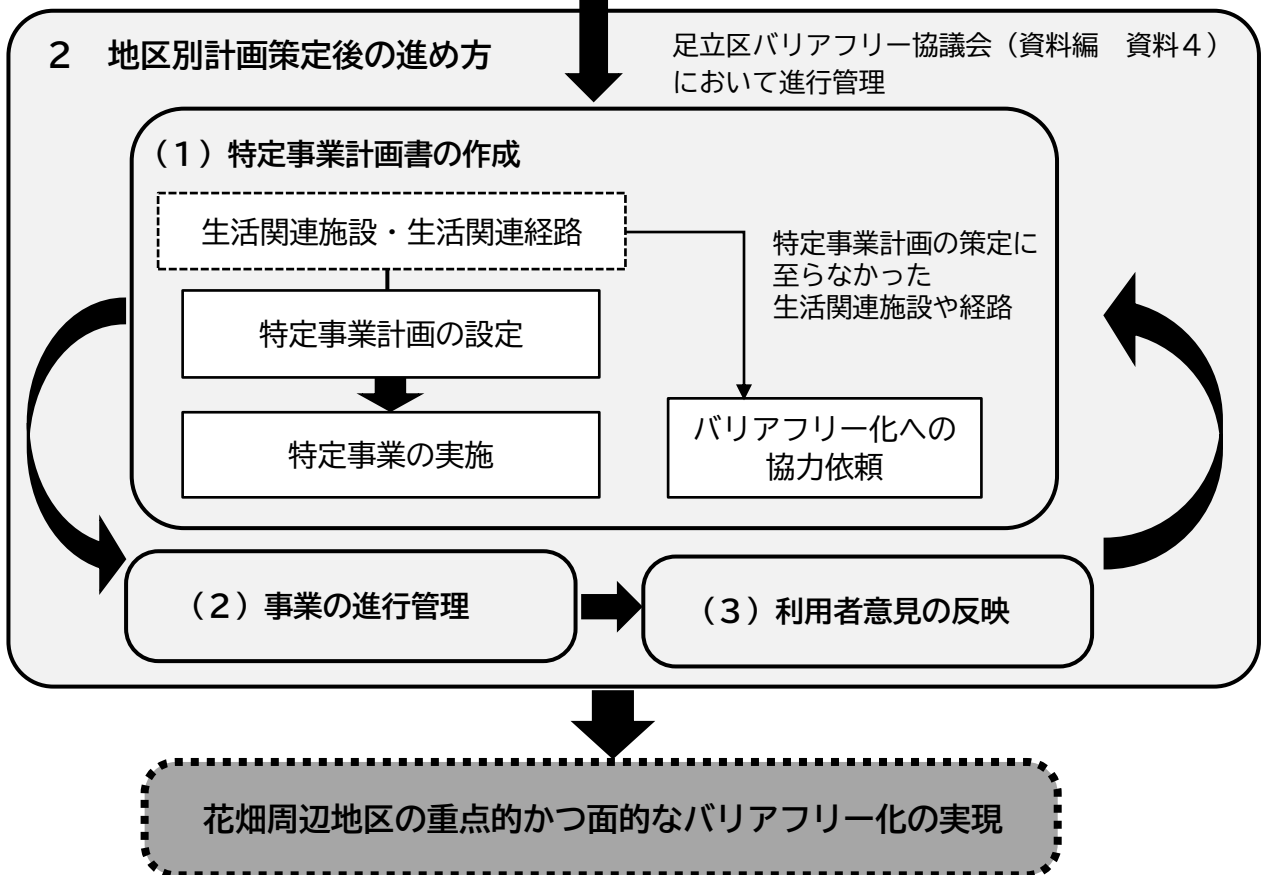 2 地区別計画策定後の進め方
足立区バリアフリー協議会（資料編 資料4）
において進行管理
（1）特定事業計画書の作成
生活関連施設・生活関連経路
特定事業計画の策定に
至らなかった
生活関連施設や経路
特定事業計画の設定
特定事業の実施
バリアフリー化への
協力依頼
（2）事業の進行管理
（3）利用者意見の反映
花畑周辺地区の重点的かつ面的なバリアフリー化の実現